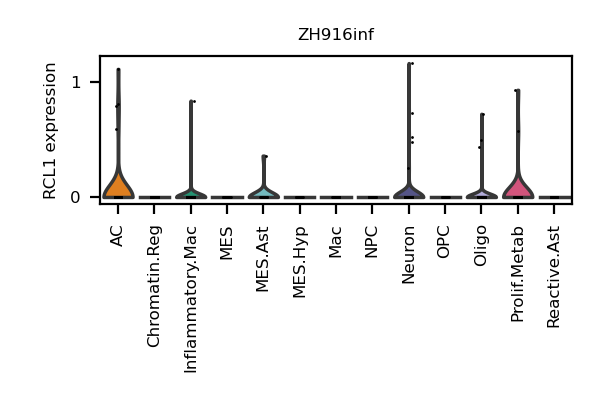 ZH916inf
RCL1 expression
1
0
AC
Chromatin.Reg
Inflammatory.Mac
MES
MES.Ast
MES.Hyp
Mac
NPC
Neuron
OPC
Oligo
Prolif.Metab
Reactive.Ast